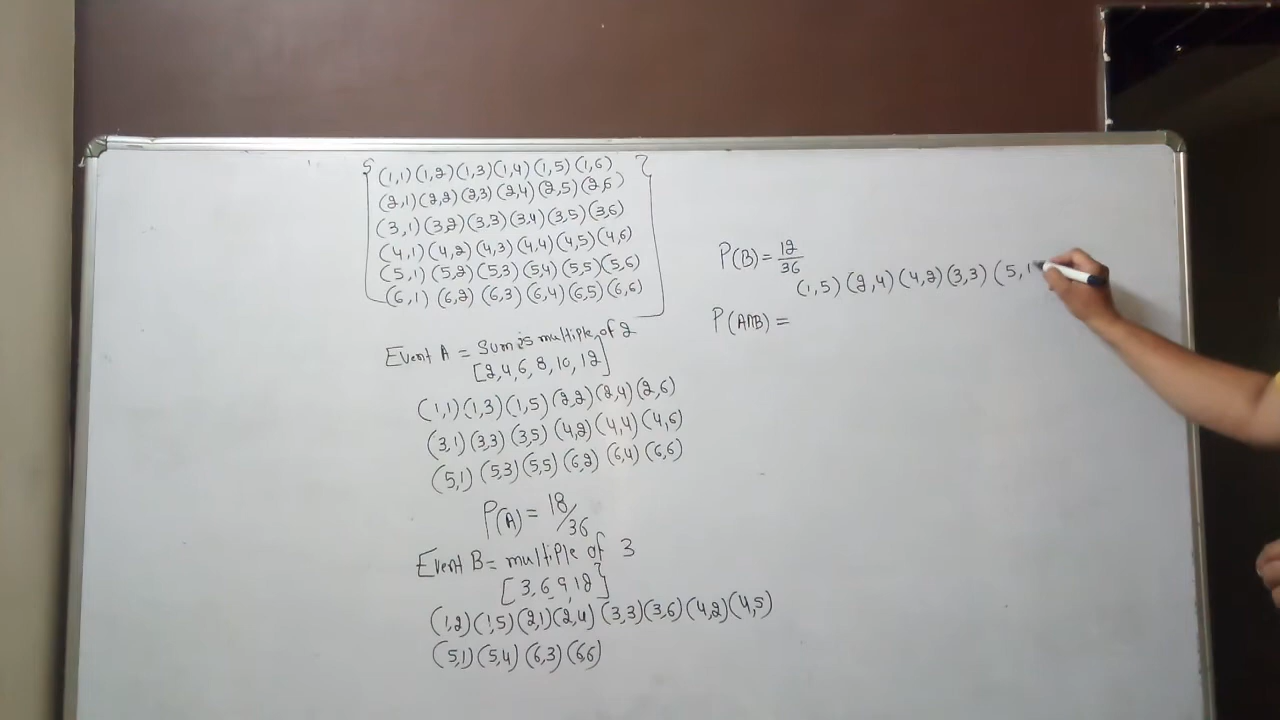 {(1,1)(1,2)(1,3)(1,4)(1,5)(1,6)
(2,1)(2,2)(2,3)(2,4)(2,5)(2,6)
(3,1)(3,2)(3,3)(3,4)(3,5)(3,6)
(4,1)(4,2)(4,3)(4,4)(4,5)(4,6)
(5,1)(5,2)(5,3)(5,4)(5,5)(5,6)
(6,1)(6,2)(6,3)(6,4)(6,5)(6,6)}
Event A = Sum is multiple of 2
[2,4,6,8,10,12]
(1,1)(1,3)(1,5)(2,2)(2,4)(2,6)
(3,1)(3,3)(3,5)(4,2)(4,4)(4,6)
(5,1)(5,3)(5,5)(6,2)(6,4)(6,6)
P(A) = 18/36
Event B = multiple of 3
[3,6,9,12]
(1,2)(1,5)(2,1)(2,4)(3,3)(3,6)(4,2)(4,5)
(5,1)(5,4)(6,3)(6,6)
P(B) = 12/36
(1,5)(2,4)(4,2)(3,3)(5,1
P(A∩B) =